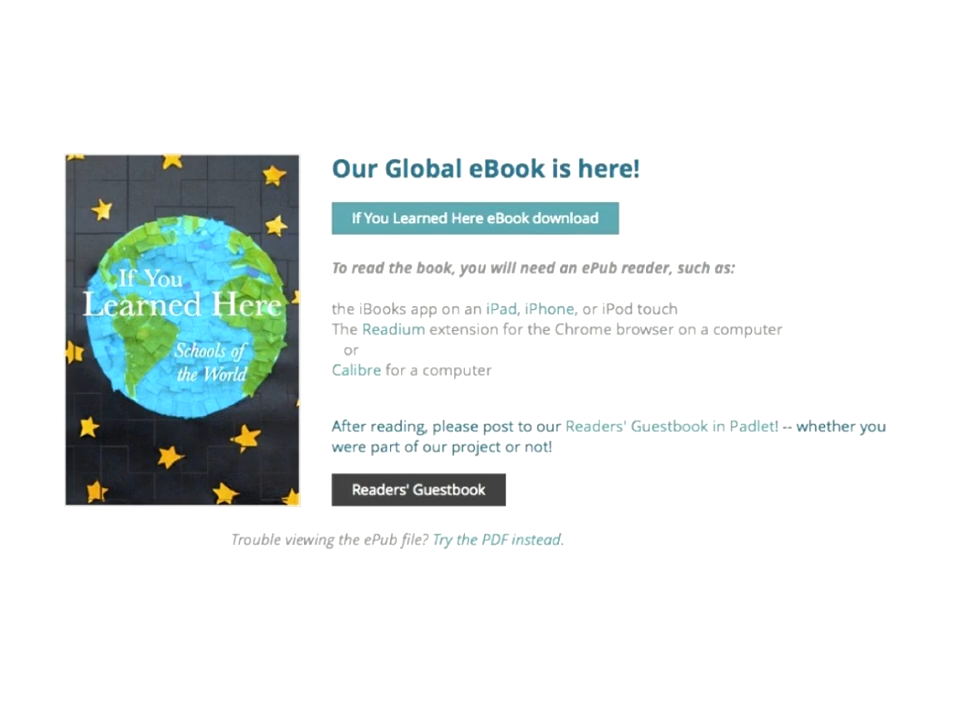 If You
Learned Here
Schools of
the World
Our Global eBook is here!
If You Learned Here eBook download
To read the book, you will need an ePub reader, such as:
the iBooks app on an iPad, iPhone, or iPod touch
The Readium extension for the Chrome browser on a computer
or
Calibre for a computer
After reading, please post to our Readers' Guestbook in Padlet! -- whether you
were part of our project or not!
Readers' Guestbook
Trouble viewing the ePub file? Try the PDF instead.